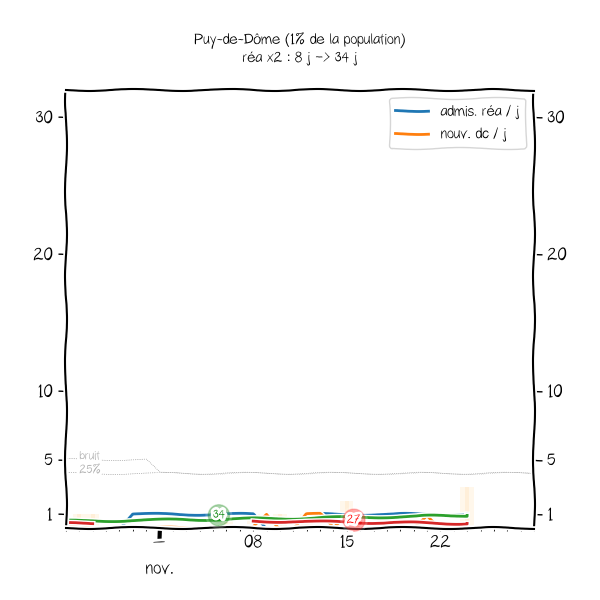 Puy-de-Dôme (1% de la population)
réa x2 : 8 j -> 34 j
admis. réa / j
nouv. dc / j
30
30
20
20
10
10
5
5
bruit
25%
1
1
34
27
1
08
15
22
nov.